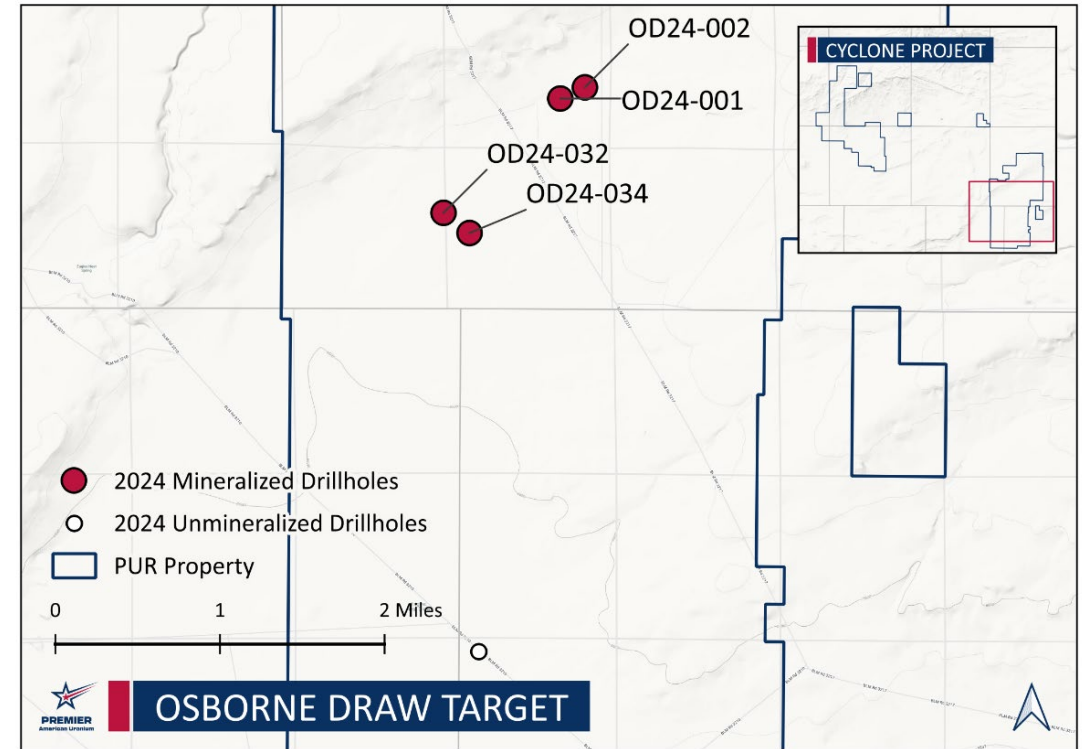 OD24-002
OD24-001
OD24-032
OD24-034
CYCLONE PROJECT
2024 Mineralized Drillholes
2024 Unmineralized Drillholes
PUR Property
0 1 2 Miles
PREMIER
American Uranium
OSBORNE DRAW TARGET